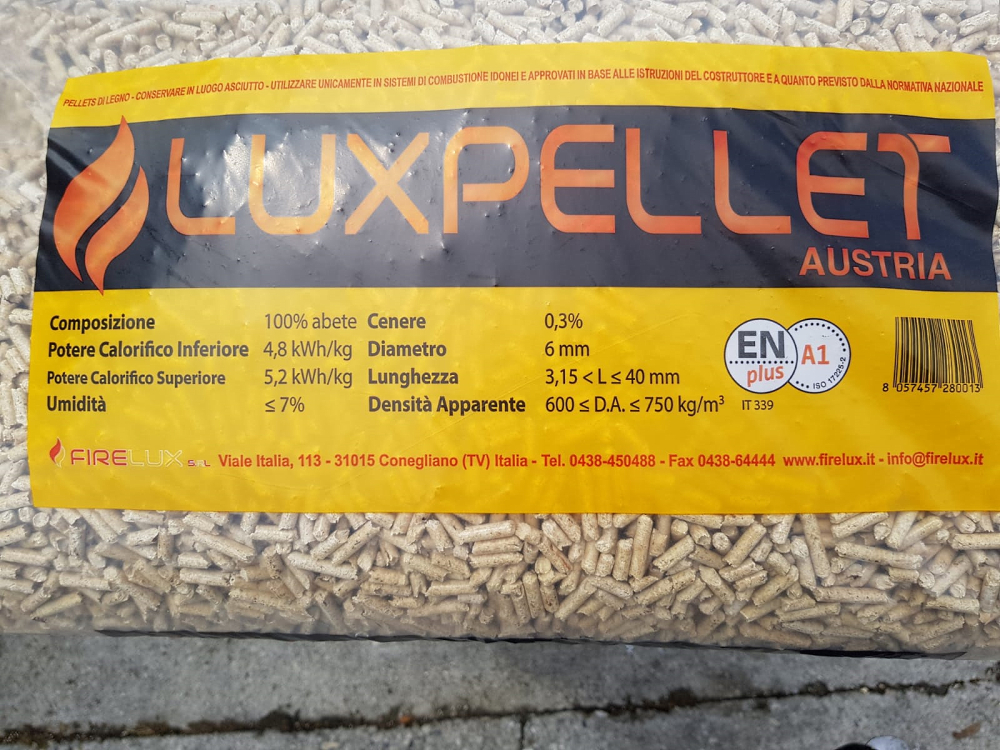 PELLETS DI LEGNO - CONSERVARE IN LUOGO ASCIUTTO - UTILIZZARE UNICAMENTE IN SISTEMI DI COMBUSTIONE IDONEI E APPROVATI IN BASE ALLE ISTRUZIONI DEL COSTRUTTORE E A QUANTO PREVISTO DALLA NORMATIVA NAZIONALE
LUXPELLET
AUSTRIA
Composizione 100% abete Cenere 0,3%
Potere Calorifico Inferiore 4,8 kWh/kg Diametro 6 mm
Potere Calorifico Superiore 5,2 kWh/kg Lunghezza 3,15 < L ≤ 40 mm
Umidità ≤ 7% Densità Apparente 600 ≤ D.A. ≤ 750 kg/m³
EN plus A1
ISO 17225-2
IT 339
8 057457 280013
FIRELUX S.R.L Viale Italia, 113 - 31015 Conegliano (TV) Italia - Tel. 0438-450488 - Fax 0438-64444 www.firelux.it - info@firelux.it